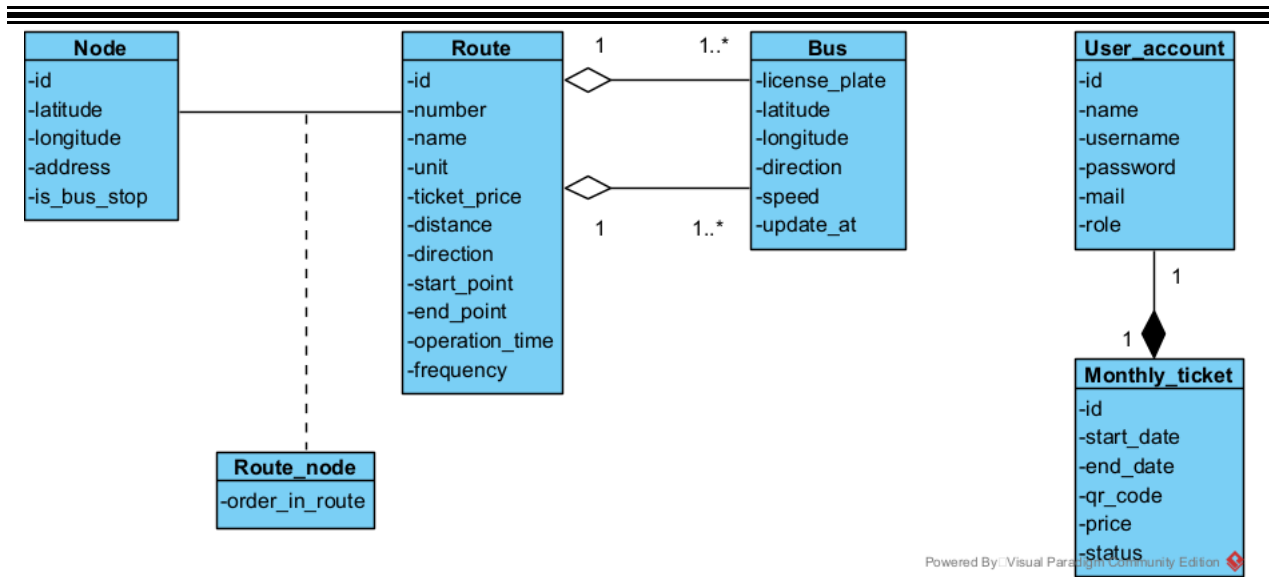 Node
-id
-latitude
-longitude
-address
-is_bus_stop
Route
-id
-number
-name
-unit
-ticket_price
-distance
-direction
-start_point
-end_point
-operation_time
-frequency
1
1..*
1
1..*
Bus
-license_plate
-latitude
-longitude
-direction
-speed
-update_at
User_account
-id
-name
-username
-password
-mail
-role
1
1
Monthly_ticket
-id
-start_date
-end_date
-qr_code
-price
-status
Route_node
-order_in_route
Powered By Visual Paradigm Community Edition